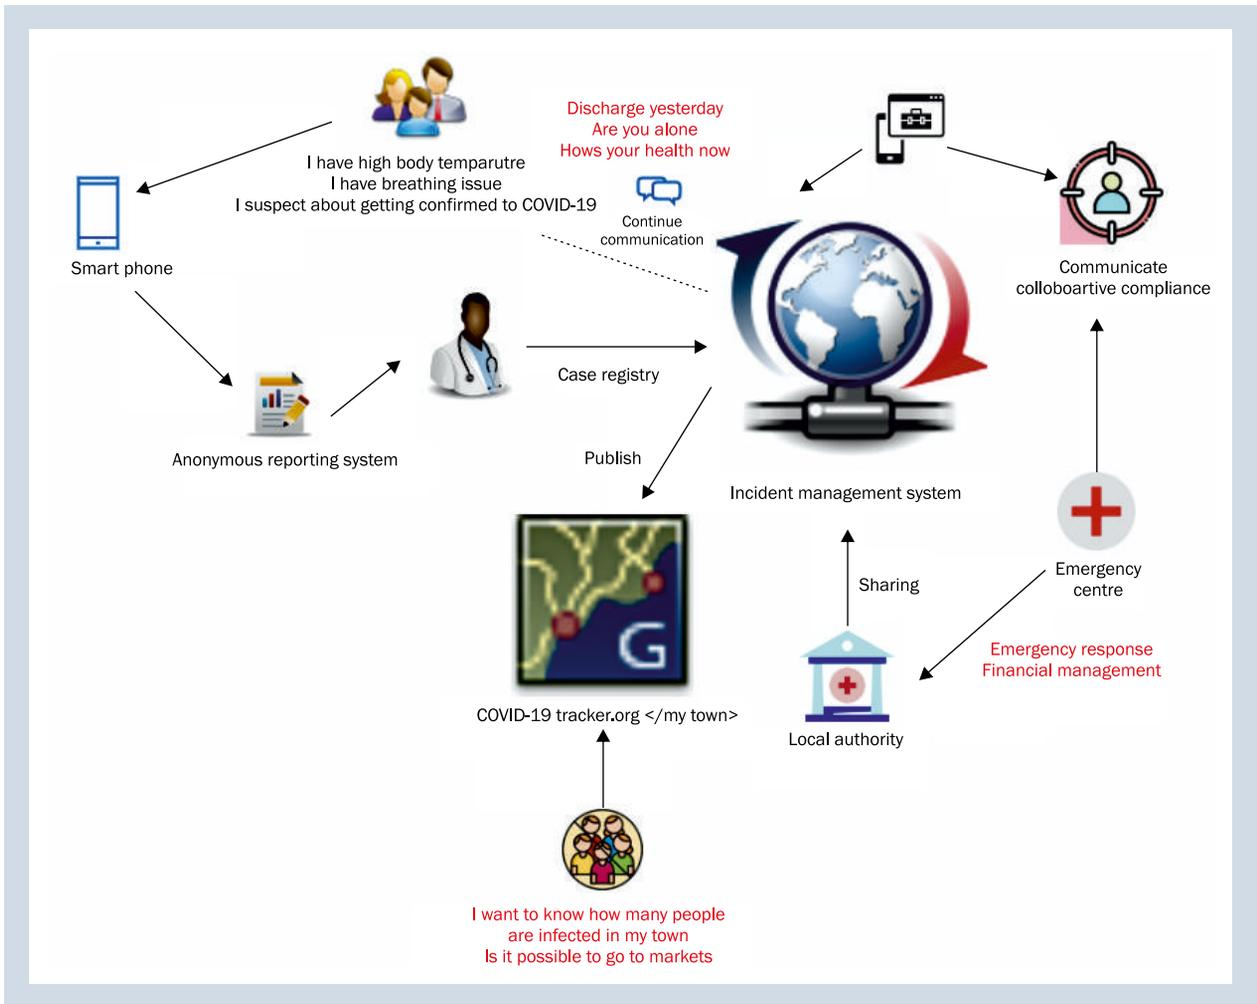 Discharge yesterday
Are you alone
Hows your health now
I have high body temparutre
I have breathing issue
I suspect about getting confirmed to COVID-19
Continue
communication
Smart phone
Communicate
colloboartive compliance
Case registry
Anonymous reporting system
Publish
Incident management system
Emergency
centre
Sharing
Emergency response
Financial management
G
COVID-19 tracker.org </my town>
Local authority
I want to know how many people
are infected in my town
Is it possible to go to markets